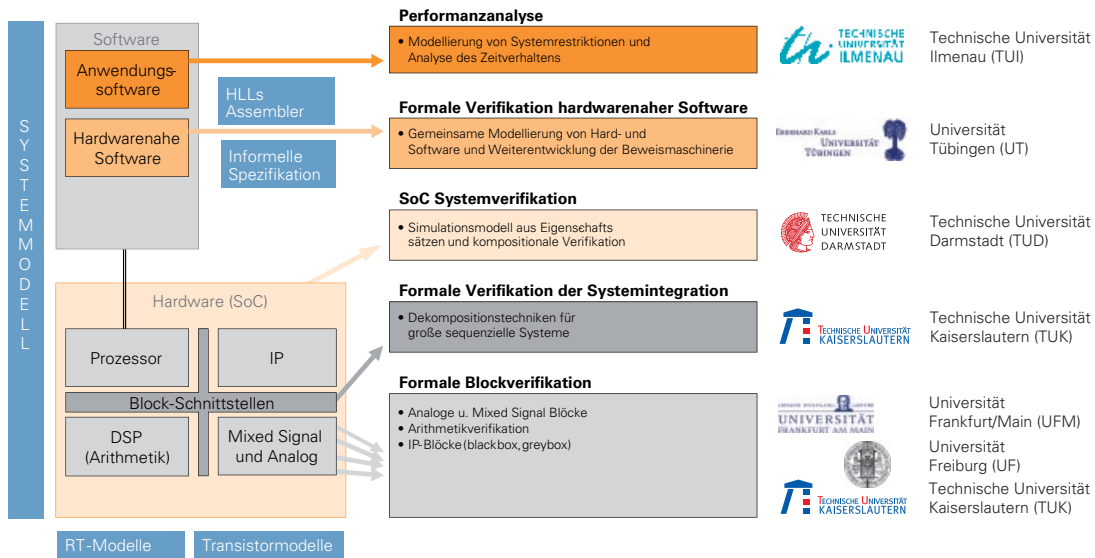 SYSTEMMODELL
Software
Anwendungs-
software
Hardwarenahe
Software
HLLs
Assembler
Informelle
Spezifikation
Hardware (SoC)
Prozessor
IP
Block-Schnittstellen
DSP
(Arithmetik)
Mixed Signal
und Analog
RT-Modelle
Transistormodelle
Performanzanalyse
• Modellierung von Systemrestriktionen und
Analyse des Zeitverhaltens
TECHNISCHE
UNIVERSITÄT
ILMENAU
Technische Universität
Ilmenau (TUI)
Formale Verifikation hardwarenaher Software
• Gemeinsame Modellierung von Hard- und
Software und Weiterentwicklung der Beweismaschinerie
EBERHARD KARLS
UNIVERSITÄT
TÜBINGEN
Universität
Tübingen (UT)
SoC Systemverifikation
• Simulationsmodell aus Eigenschafts
sätzen und kompositionale Verifikation
TECHNISCHE
UNIVERSITÄT
DARMSTADT
Technische Universität
Darmstadt (TUD)
Formale Verifikation der Systemintegration
• Dekompositionstechniken für
große sequenzielle Systeme
TECHNISCHE UNIVERSITÄT
KAISERSLAUTERN
Technische Universität
Kaiserslautern (TUK)
Formale Blockverifikation
• Analoge u. Mixed Signal Blöcke
• Arithmetikverifikation
• IP-Blöcke(blackbox,greybox)
UNIVERSITÄT
FRANKFURT AM MAIN
Universität
Frankfurt/Main (UFM)
Universität
Freiburg (UF)
TECHNISCHE UNIVERSITÄT
KAISERSLAUTERN
Technische Universität
Kaiserslautern (TUK)